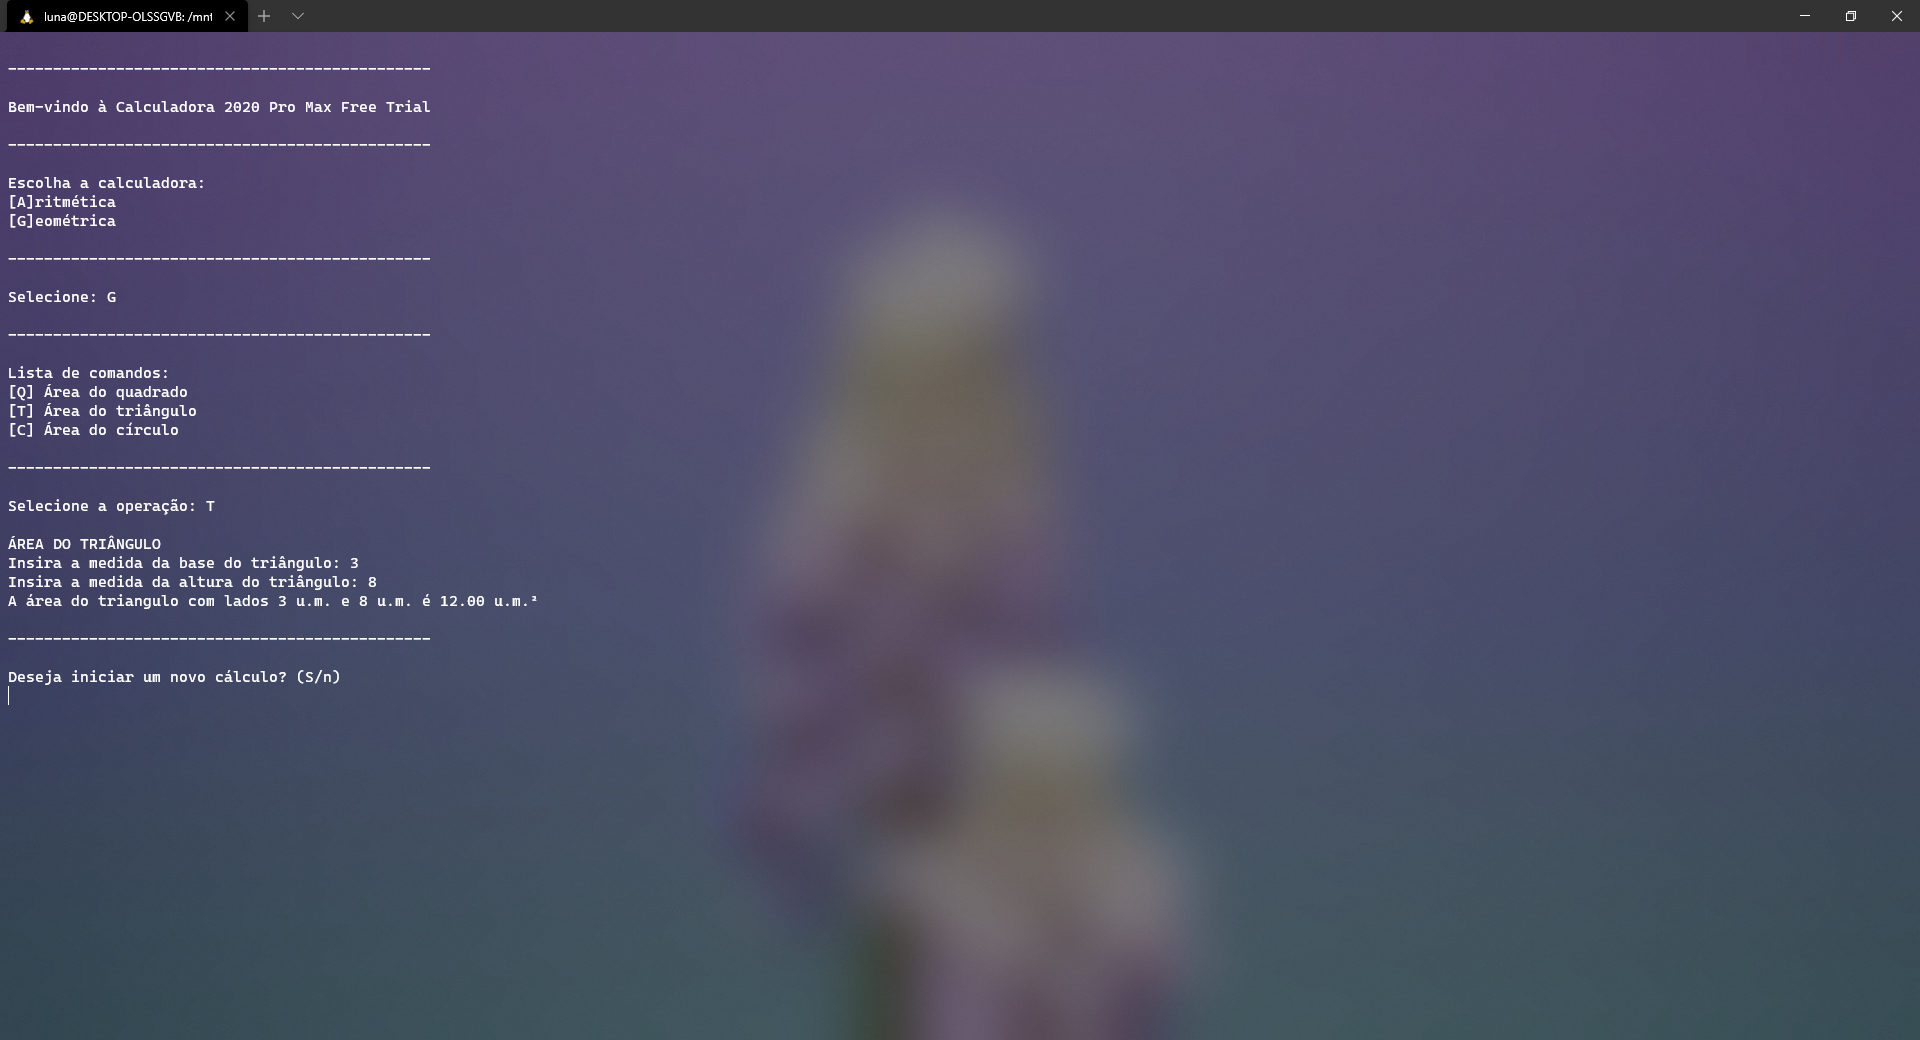 luna@DESKTOP-OLSSGVB: /mnt
-----------------------------------------------
Bem-vindo à Calculadora 2020 Pro Max Free Trial
-----------------------------------------------
Escolha a calculadora:
[A]ritmética
[G]eométrica
-----------------------------------------------
Selecione: G
-----------------------------------------------
Lista de comandos:
[Q] Área do quadrado
[T] Área do triângulo
[C] Área do círculo
-----------------------------------------------
Selecione a operação: T
ÁREA DO TRIÂNGULO
Insira a medida da base do triângulo: 3
Insira a medida da altura do triângulo: 8
A área do triangulo com lados 3 u.m. e 8 u.m. é 12.00 u.m.²
-----------------------------------------------
Deseja iniciar um novo cálculo? (S/n)